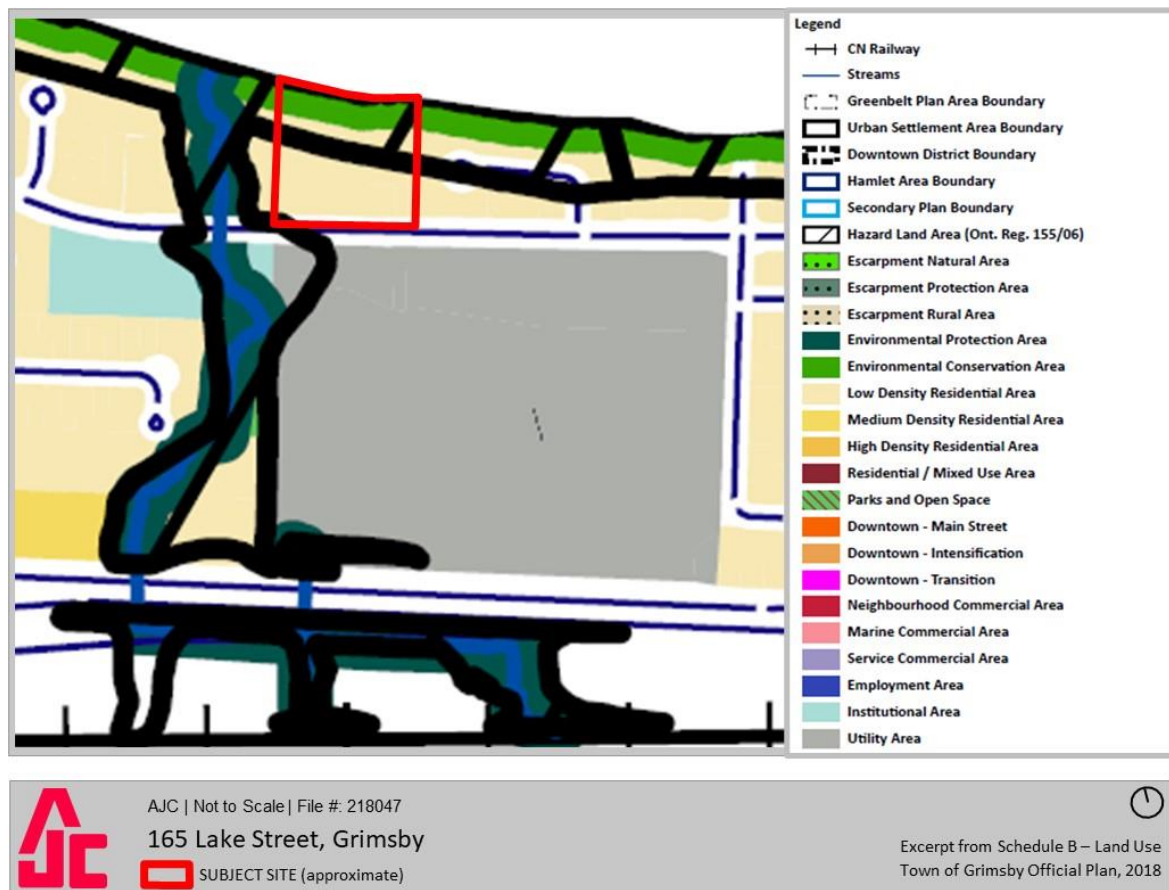 Legend
CN Railway
Streams
Greenbelt Plan Area Boundary
Urban Settlement Area Boundary
Downtown District Boundary
Hamlet Area Boundary
Secondary Plan Boundary
Hazard Land Area (Ont. Reg. 155/06)
Escarpment Natural Area
Escarpment Protection Area
Escarpment Rural Area
Environmental Protection Area
Environmental Conservation Area
Low Density Residential Area
Medium Density Residential Area
High Density Residential Area
Residential / Mixed Use Area
Parks and Open Space
Downtown - Main Street
Downtown - Intensification
Downtown - Transition
Neighbourhood Commercial Area
Marine Commercial Area
Service Commercial Area
Employment Area
Institutional Area
Utility Area
AJC
AJC | Not to Scale | File #: 218047
165 Lake Street, Grimsby
SUBJECT SITE (approximate)
Excerpt from Schedule B – Land Use
Town of Grimsby Official Plan, 2018